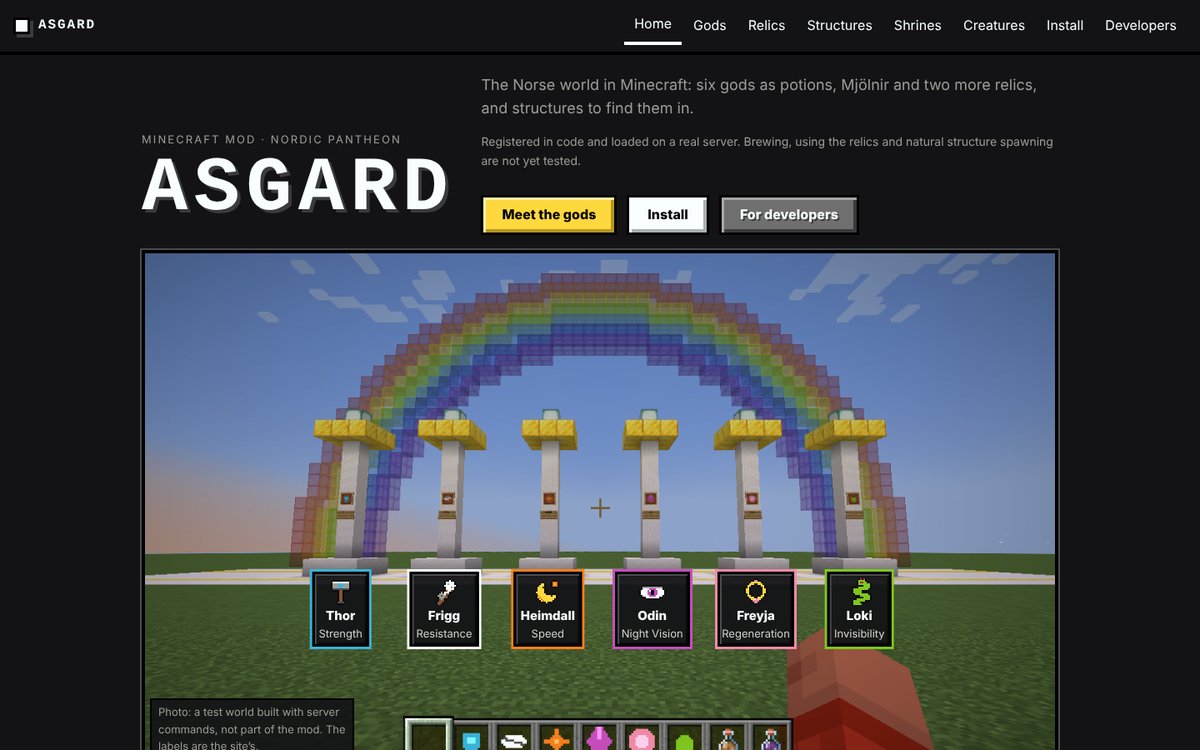 ASGARD
Home
Gods
Relics
Structures
Shrines
Creatures
Install
Developers
MINECRAFT MOD · NORDIC PANTHEON
ASGARD
The Norse world in Minecraft: six gods as potions, Mjölnir and two more relics,
and structures to find them in.
Registered in code and loaded on a real server. Brewing, using the relics and natural structure spawning
are not yet tested.
Meet the gods
Install
For developers
Thor
Strength
Frigg
Resistance
Heimdall
Speed
Odin
Night Vision
Freyja
Regeneration
Loki
Invisibility
Photo: a test world built with server
commands, not part of the mod. The
labels are the site's.